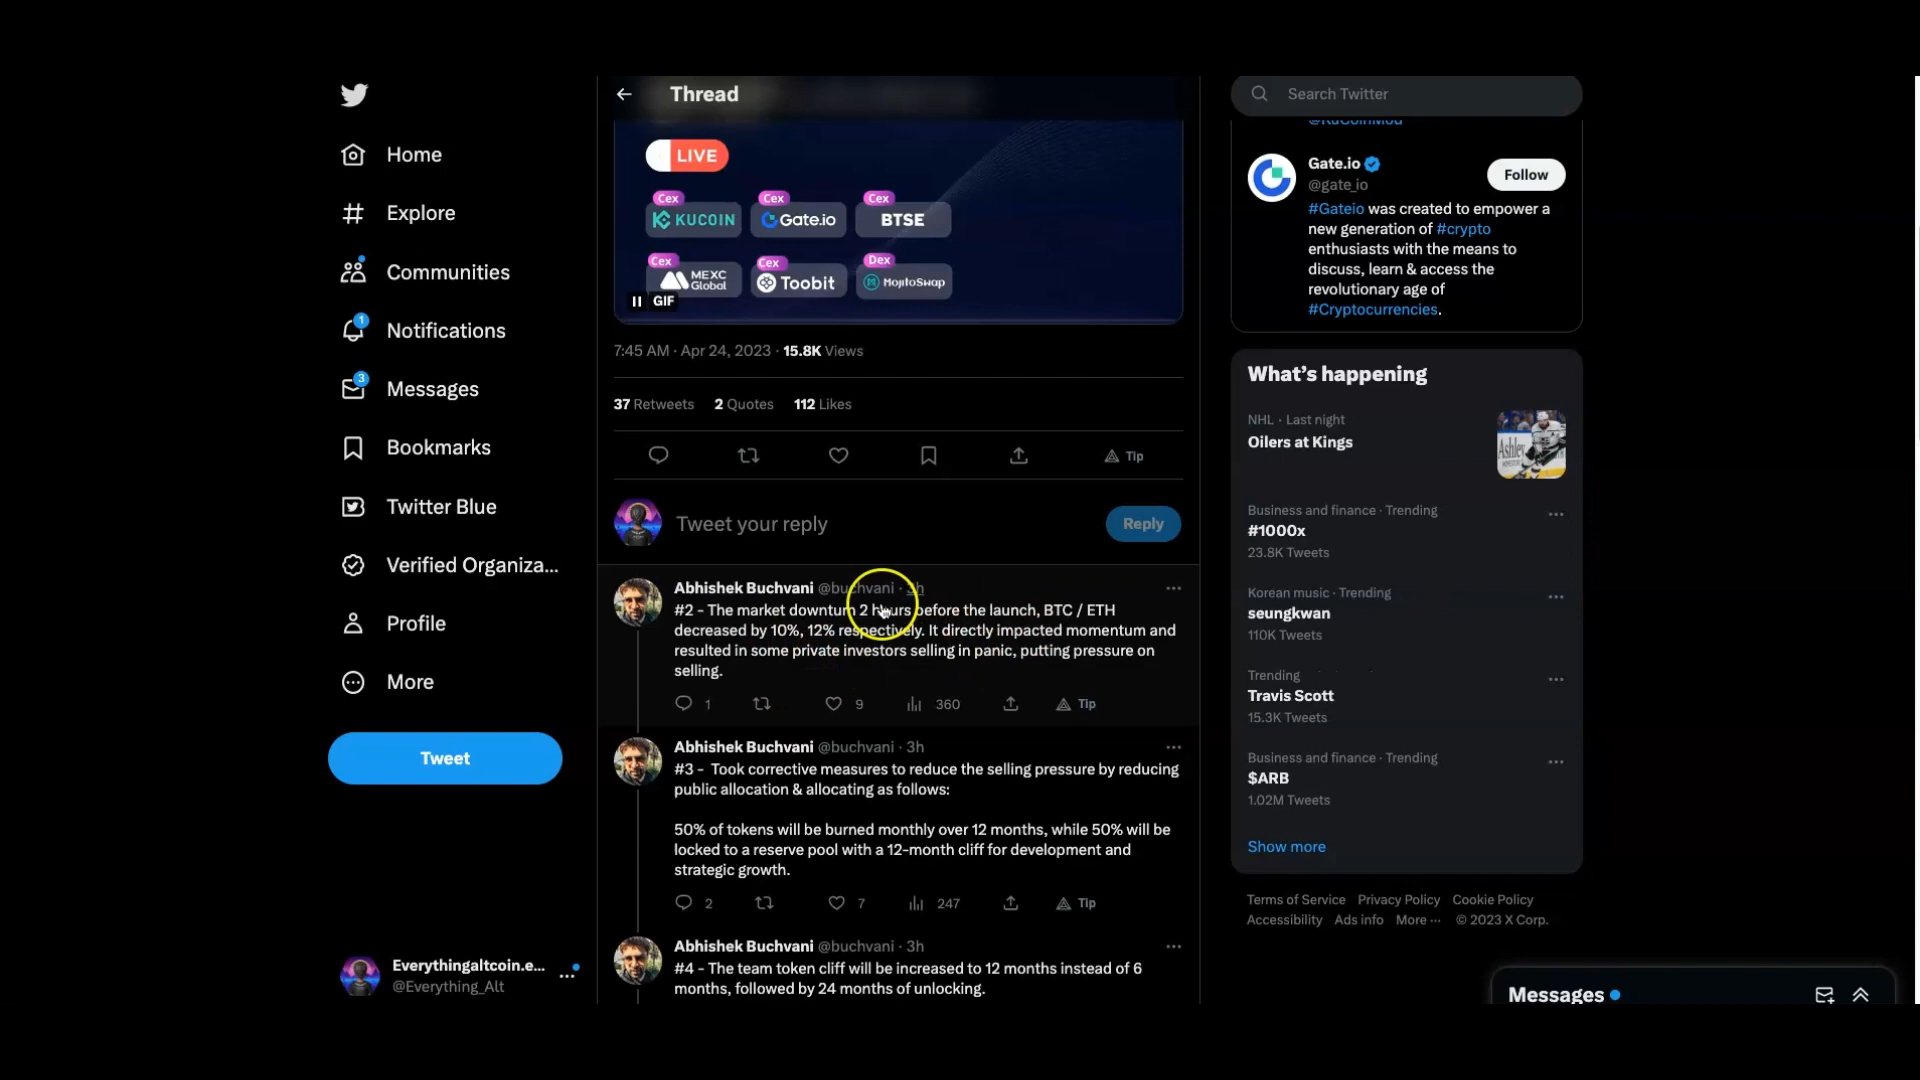 Home
Explore
Communities
1
Notifications
3
Messages
Bookmarks
Twitter Blue
Verified Organiza...
Profile
More
Tweet
Everythingaltcoin.e...
@Everything_Alt
Thread
LIVE
Cex Cex Cex
KUCOIN Gate.io BTSE
Cex Cex Dex
MEXC Global Toobit MojitoSwap
GIF
7:45 AM · Apr 24, 2023 · 15.8K Views
37 Retweets 2 Quotes 112 Likes
Tip
Tweet your reply
Reply
Abhishek Buchvani @buchvani ·
#2 - The market downturn 2 hours before the launch, BTC / ETH
decreased by 10%, 12% respectively. It directly impacted momentum and
resulted in some private investors selling in panic, putting pressure on
selling.
1 9 360 Tip
Abhishek Buchvani @buchvani · 3h
#3 - Took corrective measures to reduce the selling pressure by reducing
public allocation & allocating as follows:
50% of tokens will be burned monthly over 12 months, while 50% will be
locked to a reserve pool with a 12-month cliff for development and
strategic growth.
2 7 247 Tip
Abhishek Buchvani @buchvani · 3h
#4 - The team token cliff will be increased to 12 months instead of 6
months, followed by 24 months of unlocking.
Search Twitter
@KuCoinMod
Gate.io
@gate_io
Follow
#Gateio was created to empower a
new generation of #crypto
enthusiasts with the means to
discuss, learn & access the
revolutionary age of
#Cryptocurrencies.
What's happening
NHL · Last night
Oilers at Kings
Business and finance · Trending
#1000x
23.8K Tweets
Korean music · Trending
seungkwan
110K Tweets
Trending
Travis Scott
15.3K Tweets
Business and finance · Trending
$ARB
1.02M Tweets
Show more
Terms of Service Privacy Policy Cookie Policy
Accessibility Ads info More ··· © 2023 X Corp.
Messages